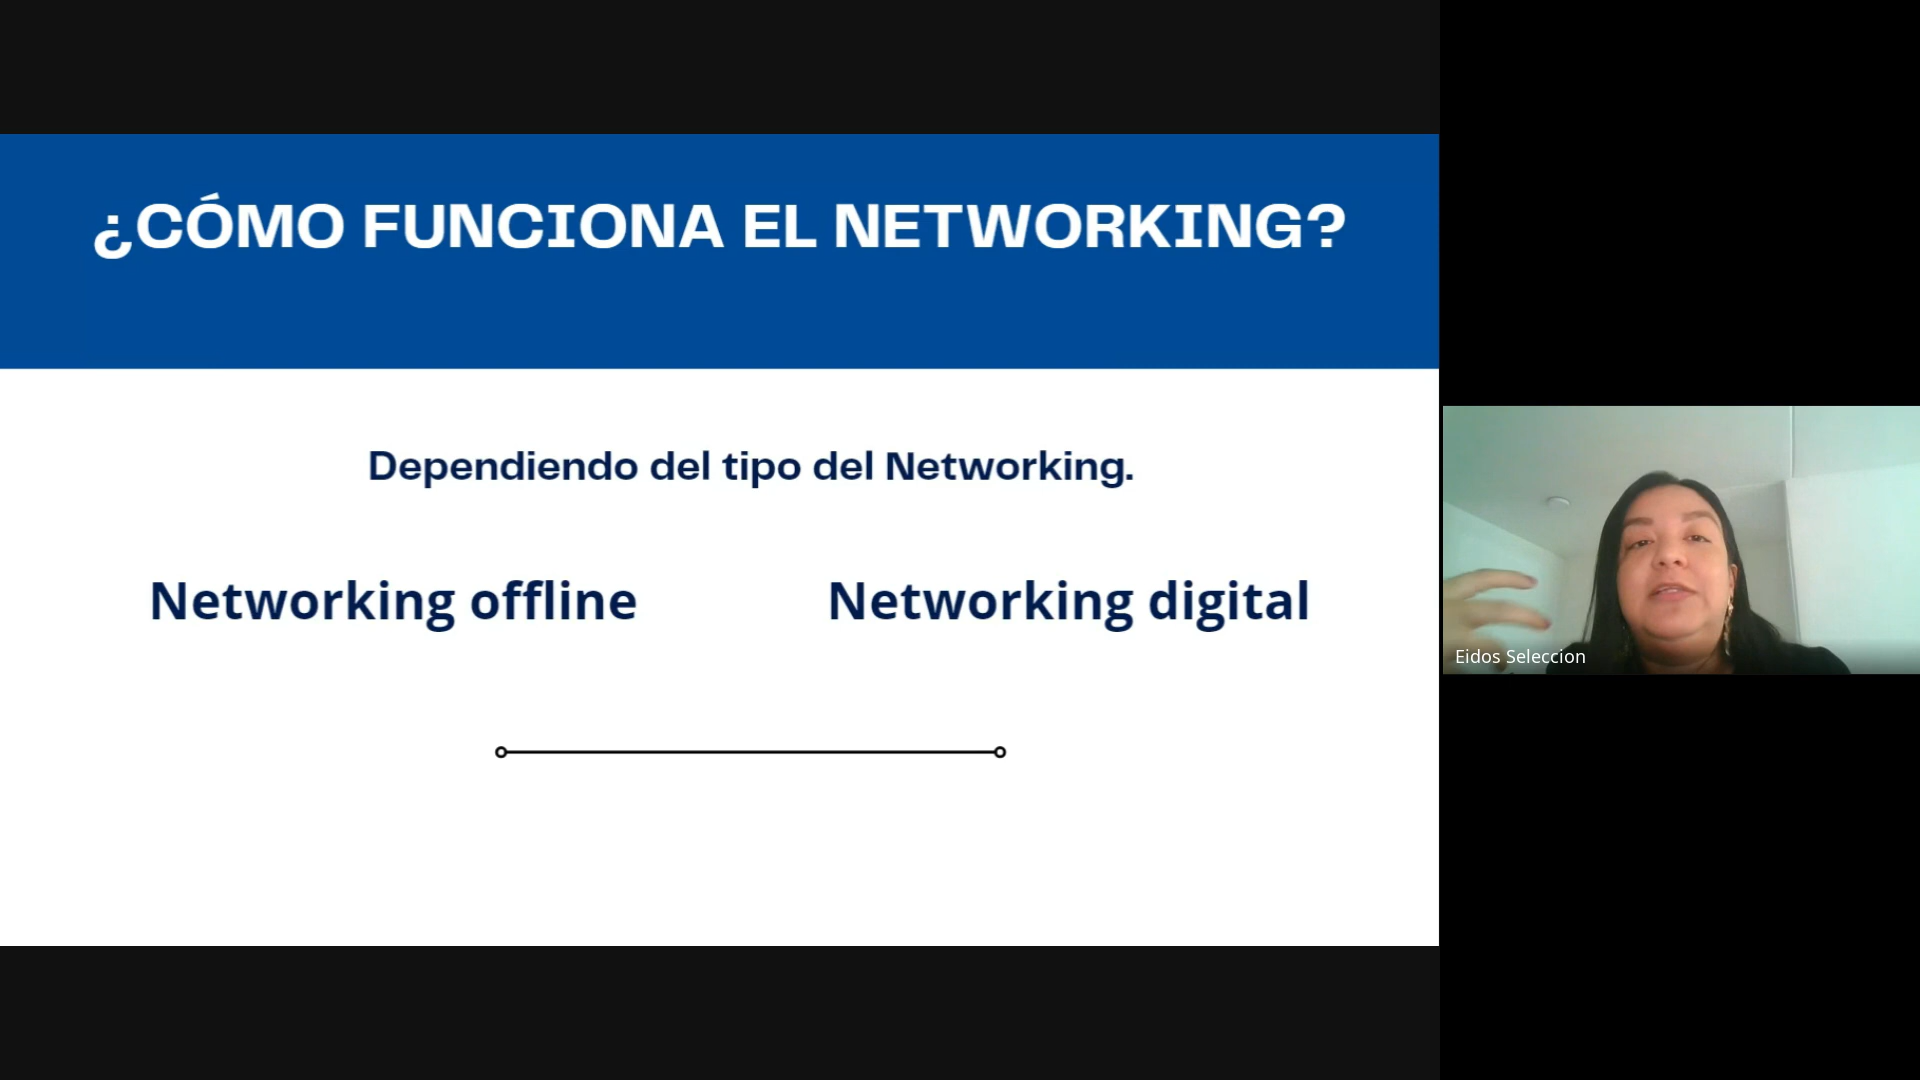 ¿CÓMO FUNCIONA EL NETWORKING?
Dependiendo del tipo del Networking.
Networking offline
Networking digital
Eidos Seleccion